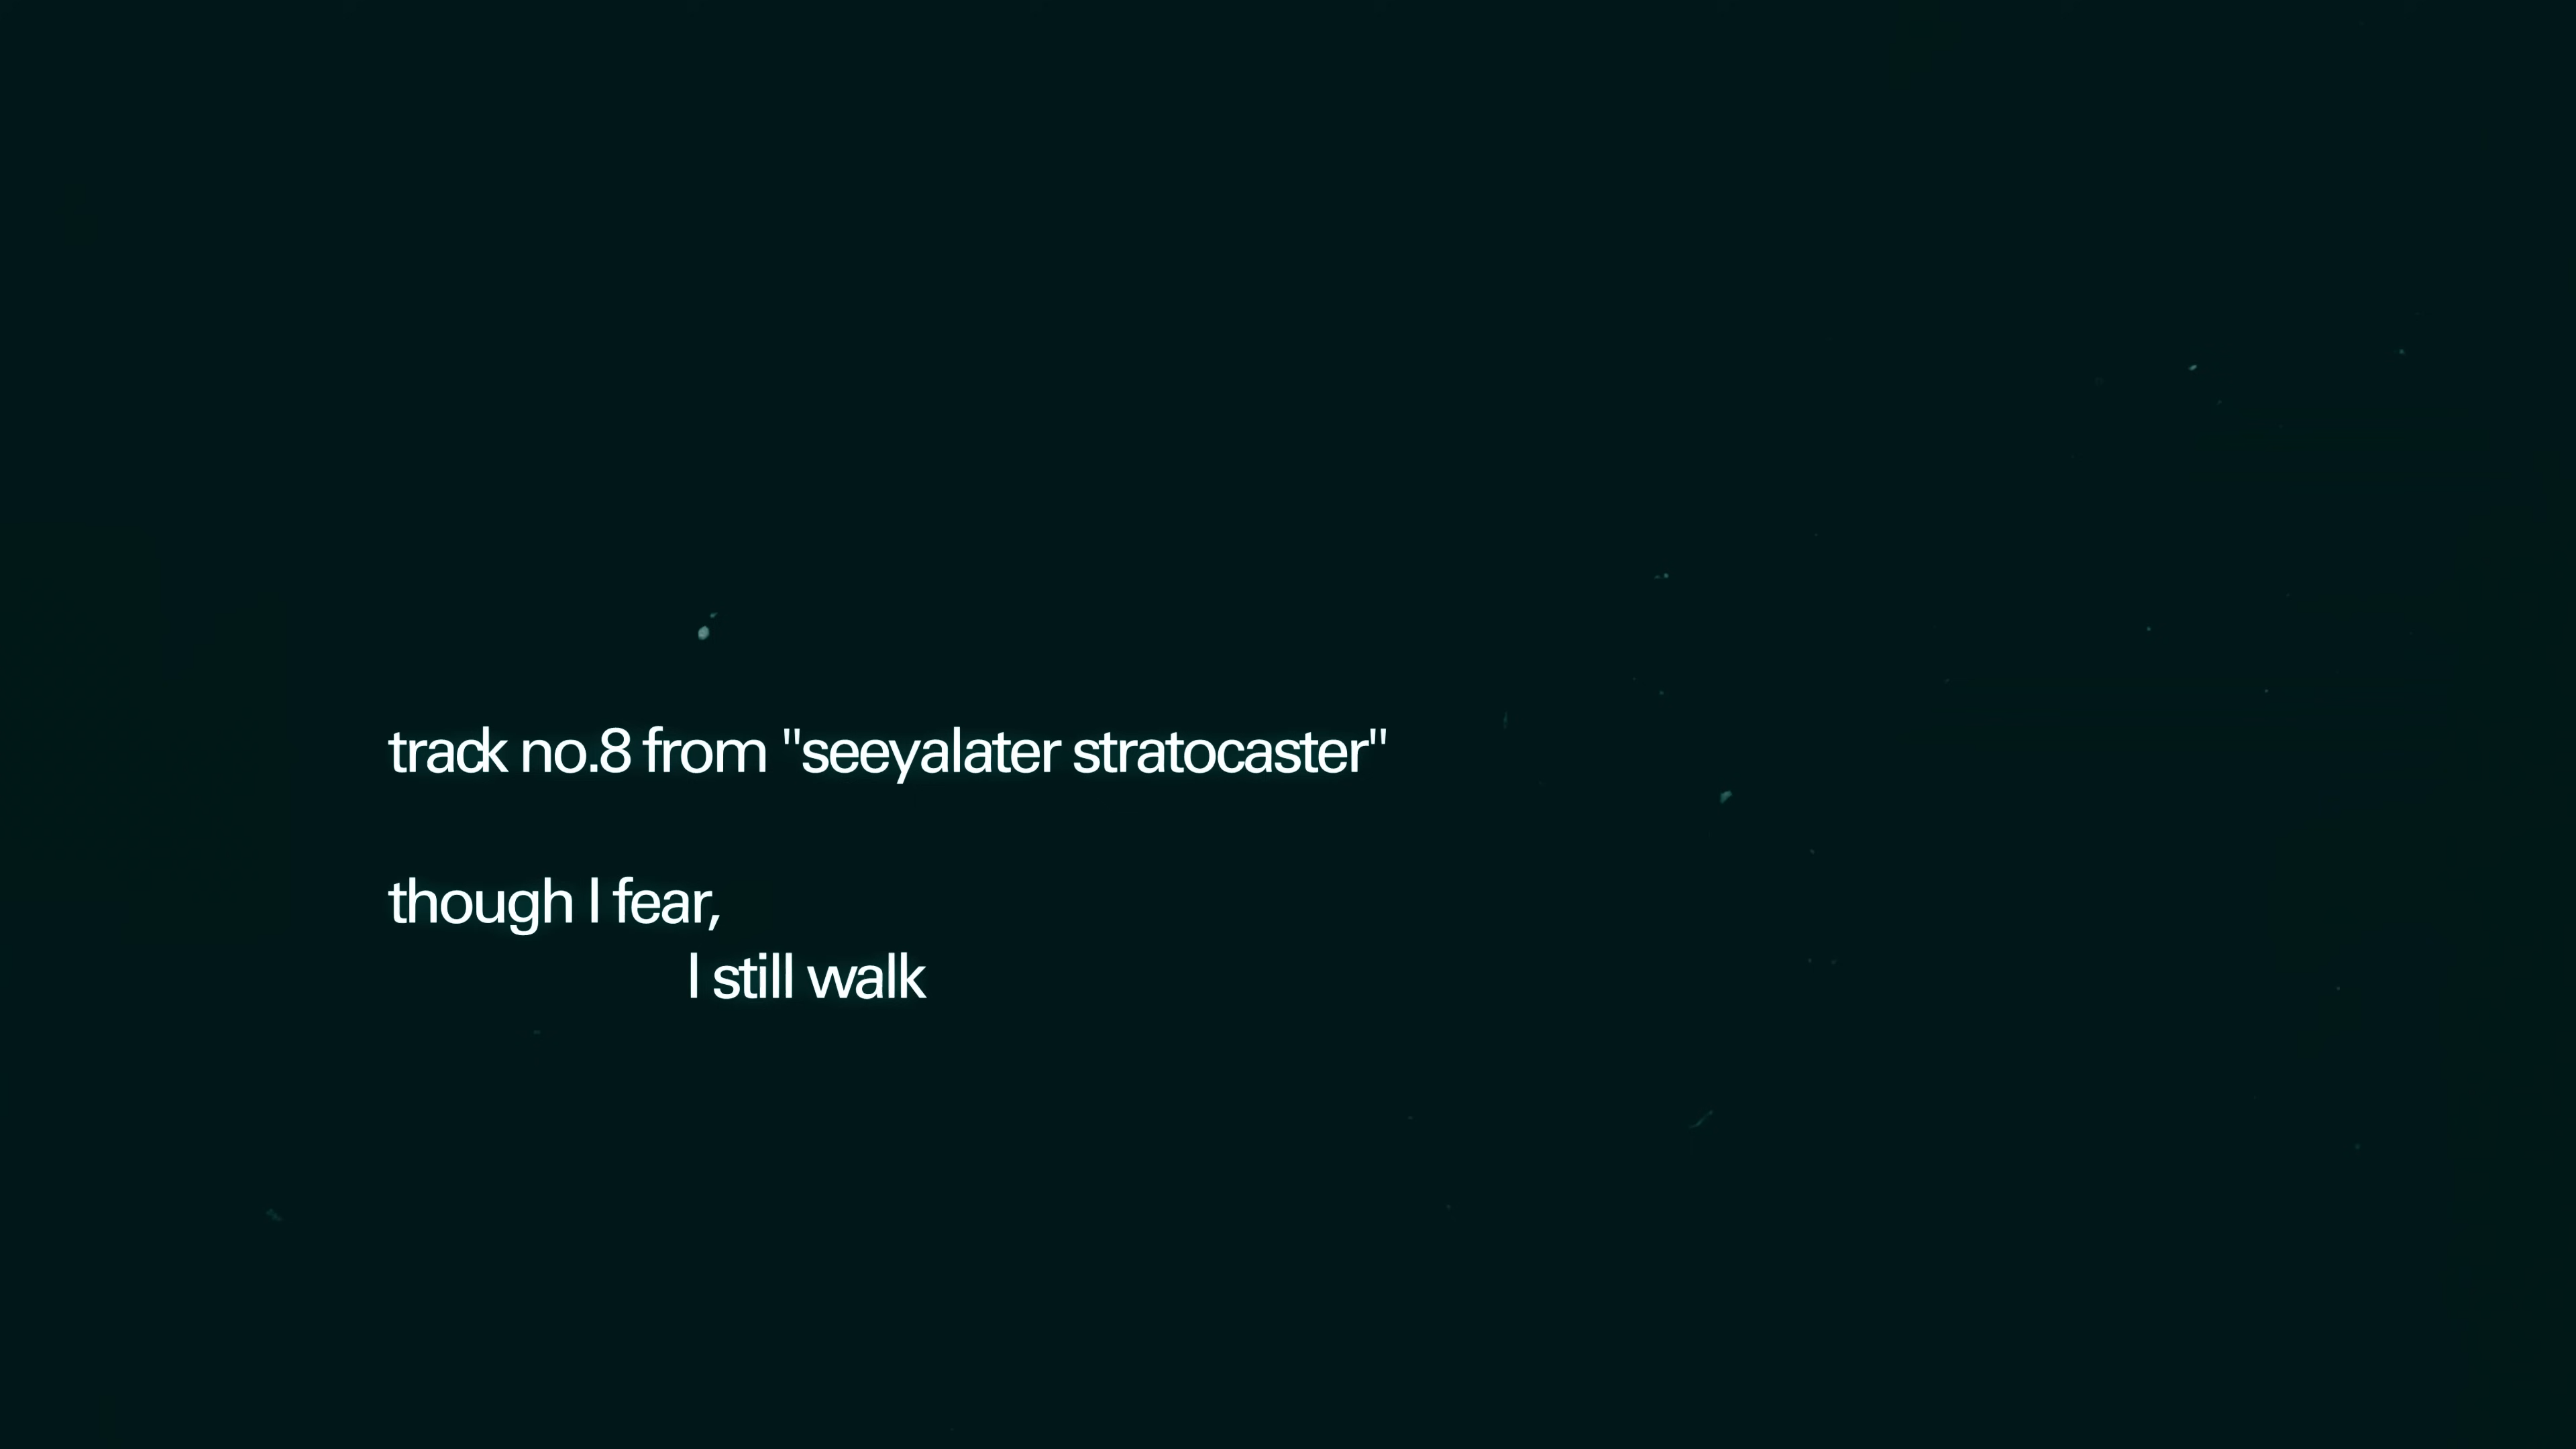 track no.8 from "seeyalater stratocaster"
though I fear,
I still walk